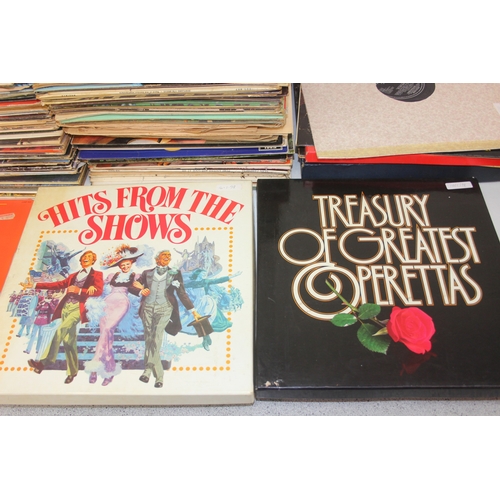 HITS FROM THE
SHOWS
TREASURY
OF GREATEST
OPERETTAS